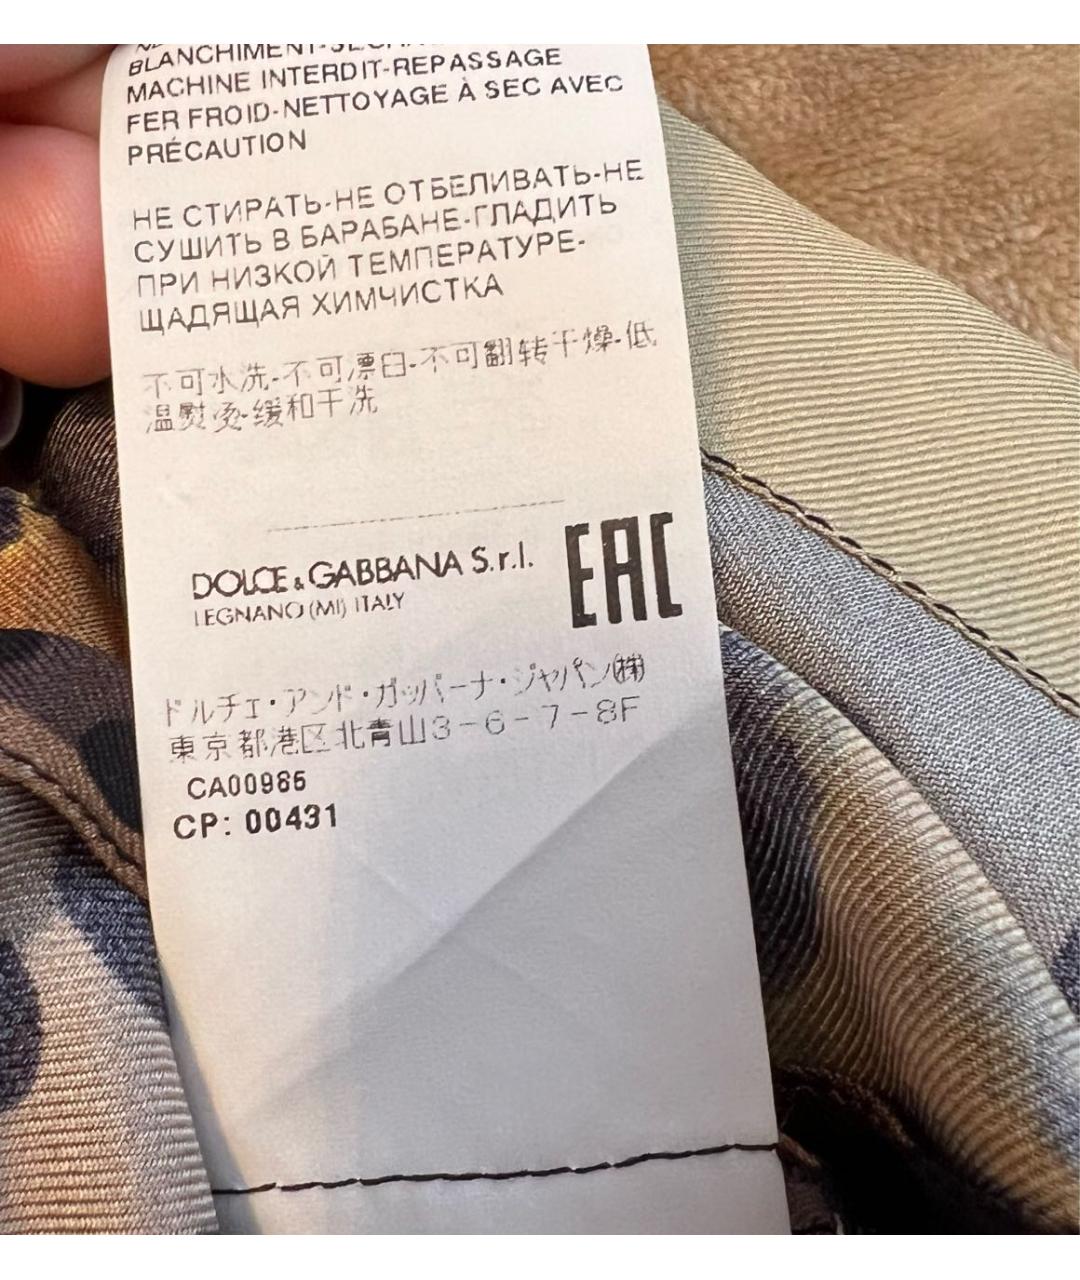 BLANCHIMENT-
MACHINE INTERDIT-REPASSAGE
FER FROID-NETTOYAGE À SEC AVEC
PRÉCAUTION
НЕ СТИРАТЬ-НЕ ОТБЕЛИВАТЬ-НЕ
СУШИТЬ В БАРАБАНЕ-ГЛАДИТЬ
ПРИ НИЗКОЙ ТЕМПЕРАТУРЕ-
ЩАДЯЩАЯ ХИМЧИСТКА
不可水洗-不可漂白-不可翻转干燥-低
温熨烫-缓和干洗
DOLCE & GABBANA S.r.l.
LEGNANO (MI) ITALY
EAC
ドルチェ・アンド・ガッバーナ・ジャパン(株)
東京都港区北青山3-6-7-8F
CA00985
CP: 00431